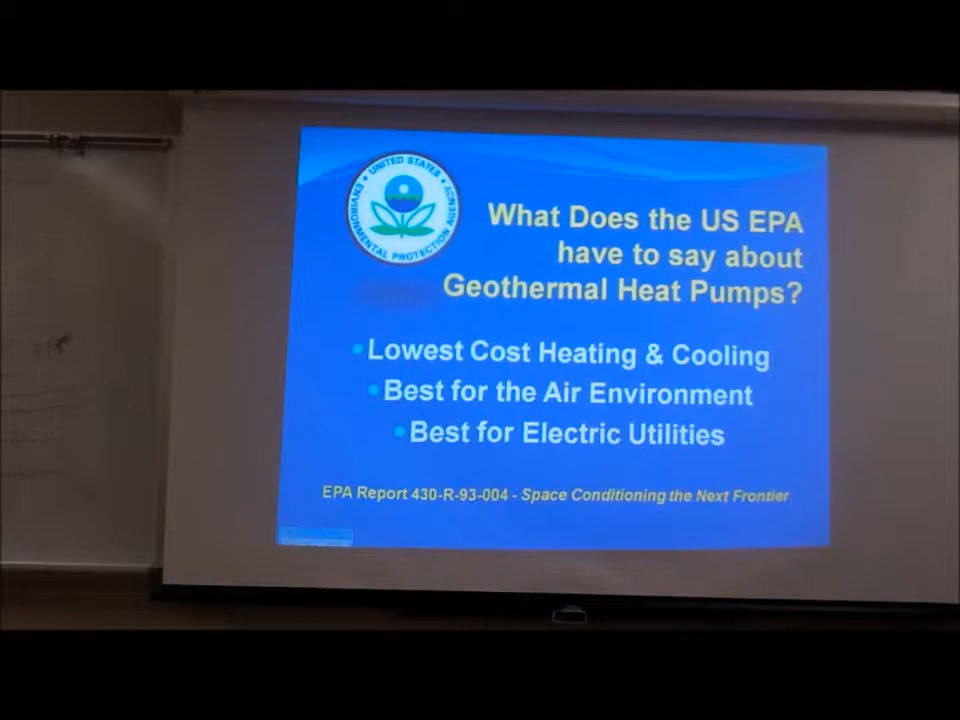 UNITED STATES
ENVIRONMENTAL PROTECTION AGENCY
What Does the US EPA
have to say about
Geothermal Heat Pumps?
• Lowest Cost Heating & Cooling
• Best for the Air Environment
• Best for Electric Utilities
EPA Report 430-R-93-004 - Space Conditioning the Next Frontier